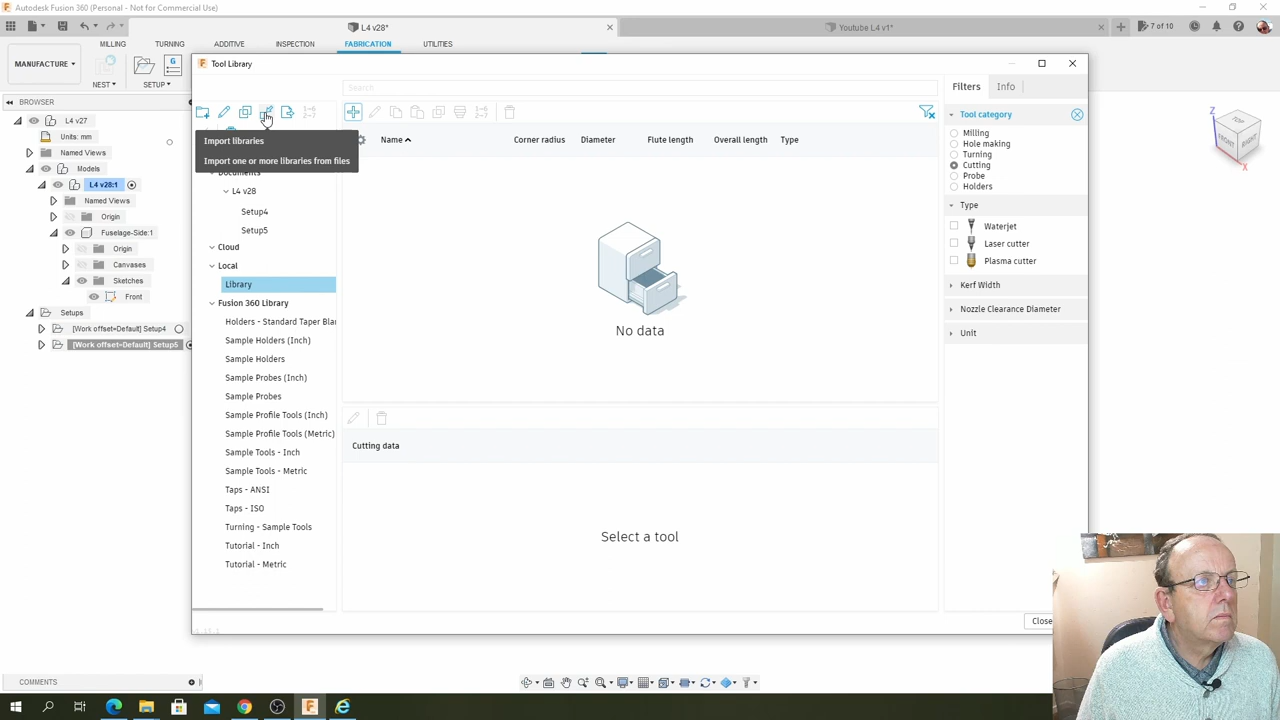 Autodesk Fusion 360 (Personal - Not for Commercial Use)
L4 v28*
Youtube L4 v1*
7 of 10
MILLING
TURNING
ADDITIVE
INSPECTION
FABRICATION
UTILITIES
MANUFACTURE
NEST
SETUP
BROWSER
L4 v27
Units: mm
Named Views
Models
L4 v28:1
Named Views
Origin
Fuselage-Side:1
Origin
Canvases
Sketches
Front
Setups
[Work offset=Default] Setup4
[Work offset=Default] Setup5
COMMENTS
Tool Library
Import libraries
Import one or more libraries from files
Documents
L4 v28
Setup4
Setup5
Cloud
Local
Library
Fusion 360 Library
Holders - Standard Taper Blan
Sample Holders (Inch)
Sample Holders
Sample Probes (Inch)
Sample Probes
Sample Profile Tools (Inch)
Sample Profile Tools (Metric)
Sample Tools - Inch
Sample Tools - Metric
Taps - ANSI
Taps - ISO
Turning - Sample Tools
Tutorial - Inch
Tutorial - Metric
Search
Name
Corner radius
Diameter
Flute length
Overall length
Type
No data
Cutting data
Select a tool
Filters
Info
Tool category
Milling
Hole making
Turning
Cutting
Probe
Holders
Type
Waterjet
Laser cutter
Plasma cutter
Kerf Width
Nozzle Clearance Diameter
Unit
Close
Z
TOP
FRONT
RIGHT
X